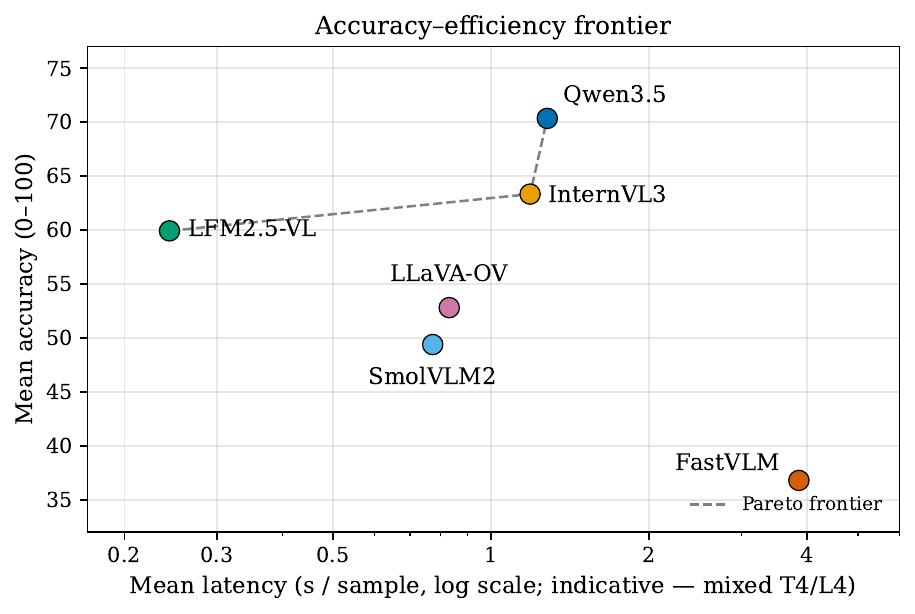 Accuracy–efficiency frontier
Mean accuracy (0–100)
75
70
65
60
55
50
45
40
35
Qwen3.5
InternVL3
LFM2.5-VL
LLaVA-OV
SmolVLM2
FastVLM
Pareto frontier
0.2 0.3 0.5 1 2 4
Mean latency (s / sample, log scale; indicative — mixed T4/L4)